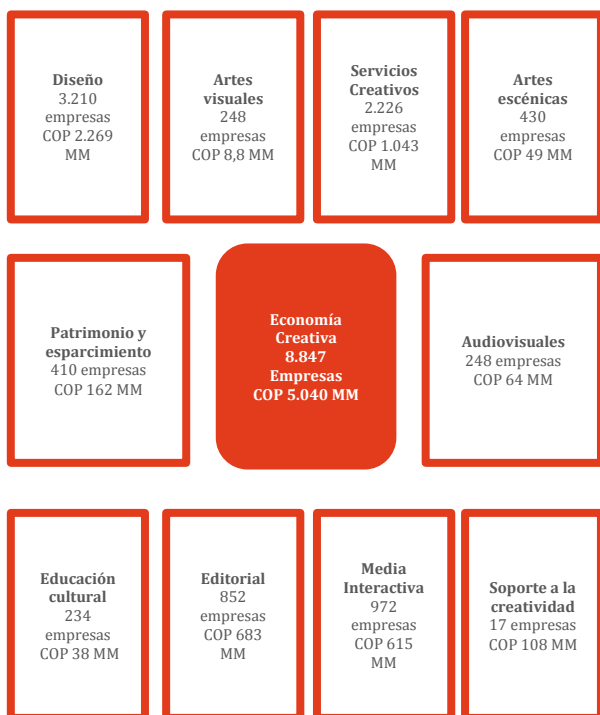 Diseño
3.210
empresas
COP 2.269
MM
Artes
visuales
248
empresas
COP 8,8 MM
Servicios
Creativos
2.226
empresas
COP 1.043
MM
Artes
escénicas
430
empresas
COP 49 MM
Patrimonio y
esparcimiento
410 empresas
COP 162 MM
Economía
Creativa
8.847
Empresas
COP 5.040 MM
Audiovisuales
248 empresas
COP 64 MM
Educación
cultural
234
empresas
COP 38 MM
Editorial
852
empresas
COP 683
MM
Media
Interactiva
972
empresas
COP 615
MM
Soporte a la
creatividad
17 empresas
COP 108 MM